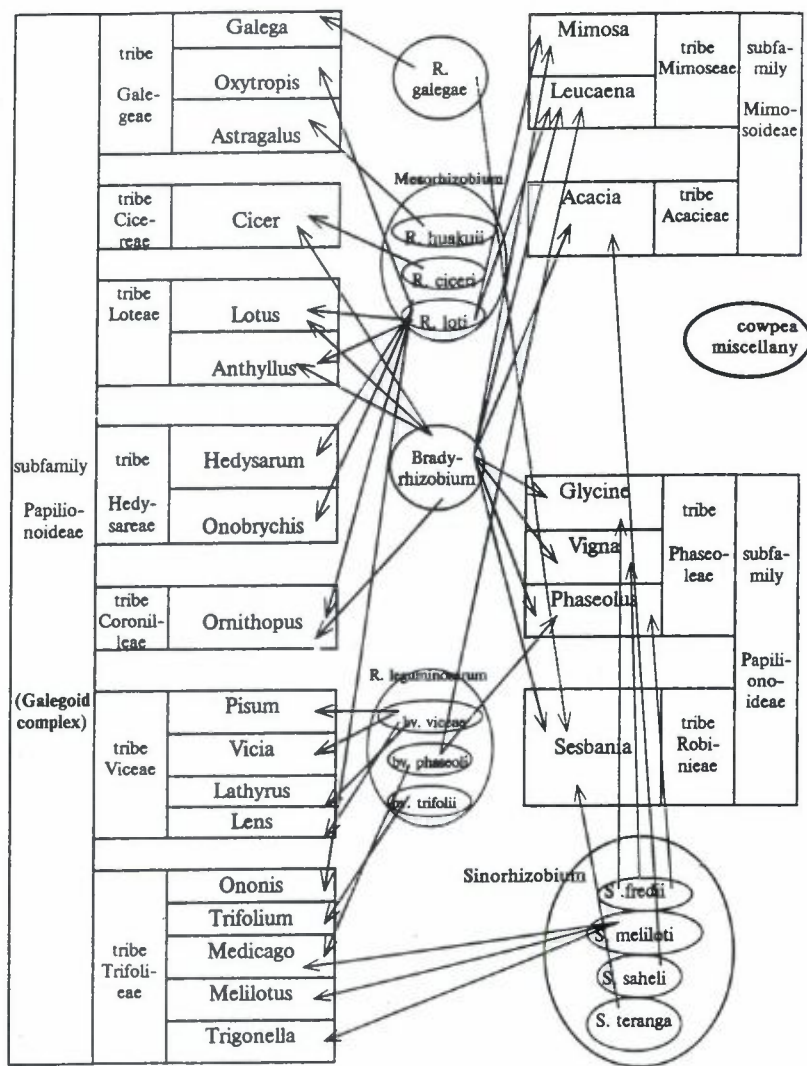 subfamily
Papilio-
noideae
(Galegoid
complex)
tribe
Gale-
geae
Galega
Oxytropis
Astragalus
tribe
Cice-
reae
Cicer
tribe
Loteae
Lotus
Anthyllus
tribe
Hedy-
sareae
Hedysarum
Onobrychis
tribe
Coronil-
leae
Ornithopus
tribe
Viceae
Pisum
Vicia
Lathyrus
Lens
tribe
Trifoli-
eae
Ononis
Trifolium
Medicago
Melilotus
Trigonella
R.
galegae
Mesorhizobium
R. huakuii
R. ciceri
R. loti
Brady-
rhizobium
R. leguminosarum
bv. viceae
bv. phaseoli
bv. trifolii
Mimosa
Leucaena
tribe
Mimoseae
Acacia
tribe
Acacieae
subfa-
mily
Mimo-
soideae
cowpea
miscellany
Glycine
Vigna
Phaseolus
tribe
Phaseo-
leae
Sesbania
tribe
Robi-
nieae
subfa-
mily
Papili-
ono-
ideae
Sinorhizobium
S. fredii
S. meliloti
S. saheli
S. teranga